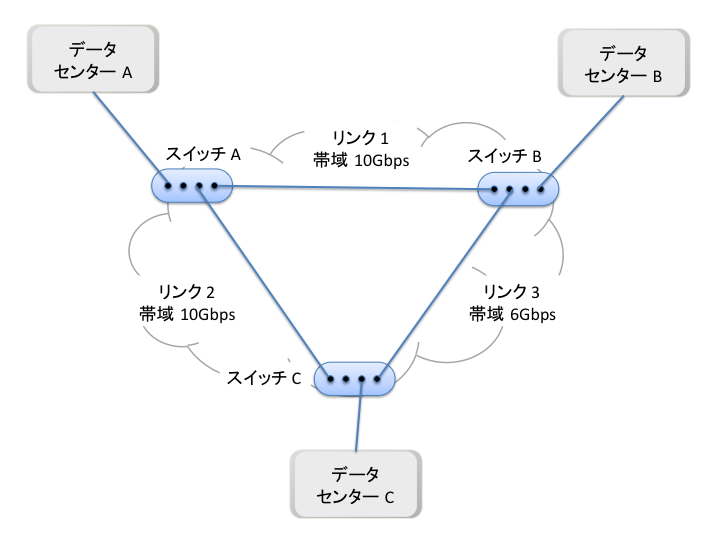 データ
センター A
データ
センター B
リンク 1
帯域 10Gbps
スイッチ A
スイッチ B
リンク 2
帯域 10Gbps
リンク 3
帯域 6Gbps
スイッチ C
データ
センター C